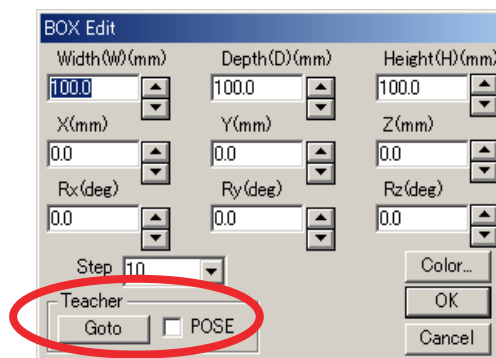 BOX Edit
Width(W)(mm) Depth(D)(mm) Height(H)(mm)
100.0 100.0 100.0
X(mm) Y(mm) Z(mm)
0.0 0.0 0.0
Rx(deg) Ry(deg) Rz(deg)
0.0 0.0 0.0
Step 10 Color...
Teacher OK
Goto POSE Cancel